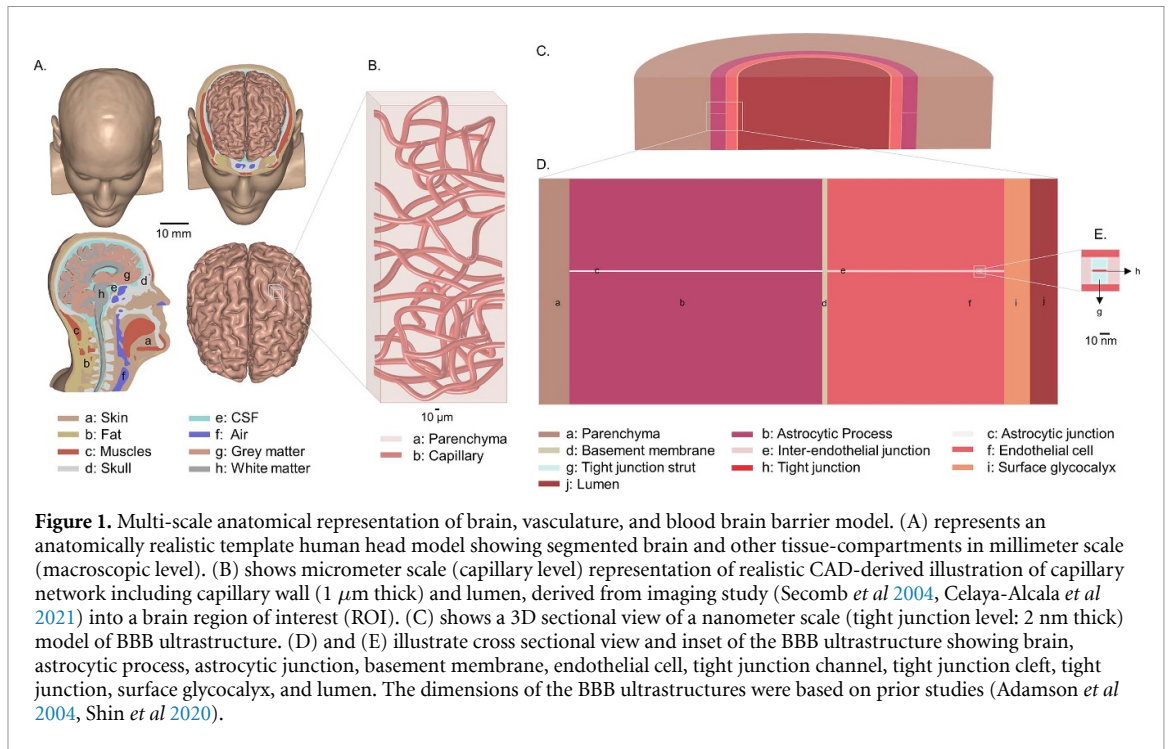 A.
B.
C.
D.
E.
10 mm
g
d
e
h
c
a
b
f
a: Skin
e: CSF
b: Fat
f: Air
c: Muscles
g: Grey matter
d: Skull
h: White matter
10 µm
a: Parenchyma
b: Capillary
c
e
a
b
d
f
i
j
h
g
10 nm
a: Parenchyma
b: Astrocytic Process
c: Astrocytic junction
d: Basement membrane
e: Inter-endothelial junction
f: Endothelial cell
g: Tight junction strut
h: Tight junction
i: Surface glycocalyx
j: Lumen
Figure 1. Multi-scale anatomical representation of brain, vasculature, and blood brain barrier model. (A) represents an
anatomically realistic template human head model showing segmented brain and other tissue-compartments in millimeter scale
(macroscopic level). (B) shows micrometer scale (capillary level) representation of realistic CAD-derived illustration of capillary
network including capillary wall (1 µm thick) and lumen, derived from imaging study (Secomb et al 2004, Celaya-Alcala et al
2021) into a brain region of interest (ROI). (C) shows a 3D sectional view of a nanometer scale (tight junction level: 2 nm thick)
model of BBB ultrastructure. (D) and (E) illustrate cross sectional view and inset of the BBB ultrastructure showing brain,
astrocytic process, astrocytic junction, basement membrane, endothelial cell, tight junction channel, tight junction cleft, tight
junction, surface glycocalyx, and lumen. The dimensions of the BBB ultrastructures were based on prior studies (Adamson et al
2004, Shin et al 2020).